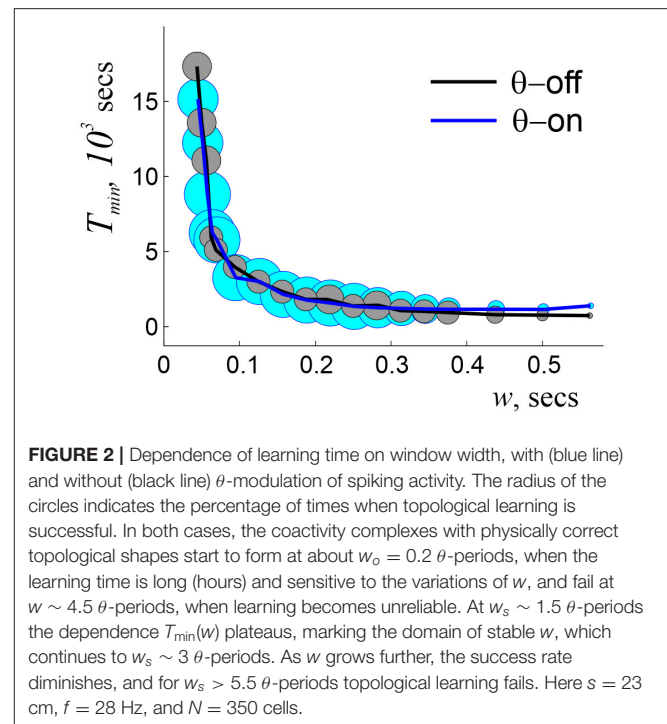 θ–off
θ–on
T_min, 10^3 secs
15
10
5
0
0
0.1
0.2
0.3
0.4
0.5
w, secs
FIGURE 2 | Dependence of learning time on window width, with (blue line)
and without (black line) θ-modulation of spiking activity. The radius of the
circles indicates the percentage of times when topological learning is
successful. In both cases, the coactivity complexes with physically correct
topological shapes start to form at about w_o = 0.2 θ-periods, when the
learning time is long (hours) and sensitive to the variations of w, and fail at
w ∼ 4.5 θ-periods, when learning becomes unreliable. At w_s ∼ 1.5 θ-periods
the dependence T_min(w) plateaus, marking the domain of stable w, which
continues to w_s ∼ 3 θ-periods. As w grows further, the success rate
diminishes, and for w_s > 5.5 θ-periods topological learning fails. Here s = 23
cm, f = 28 Hz, and N = 350 cells.